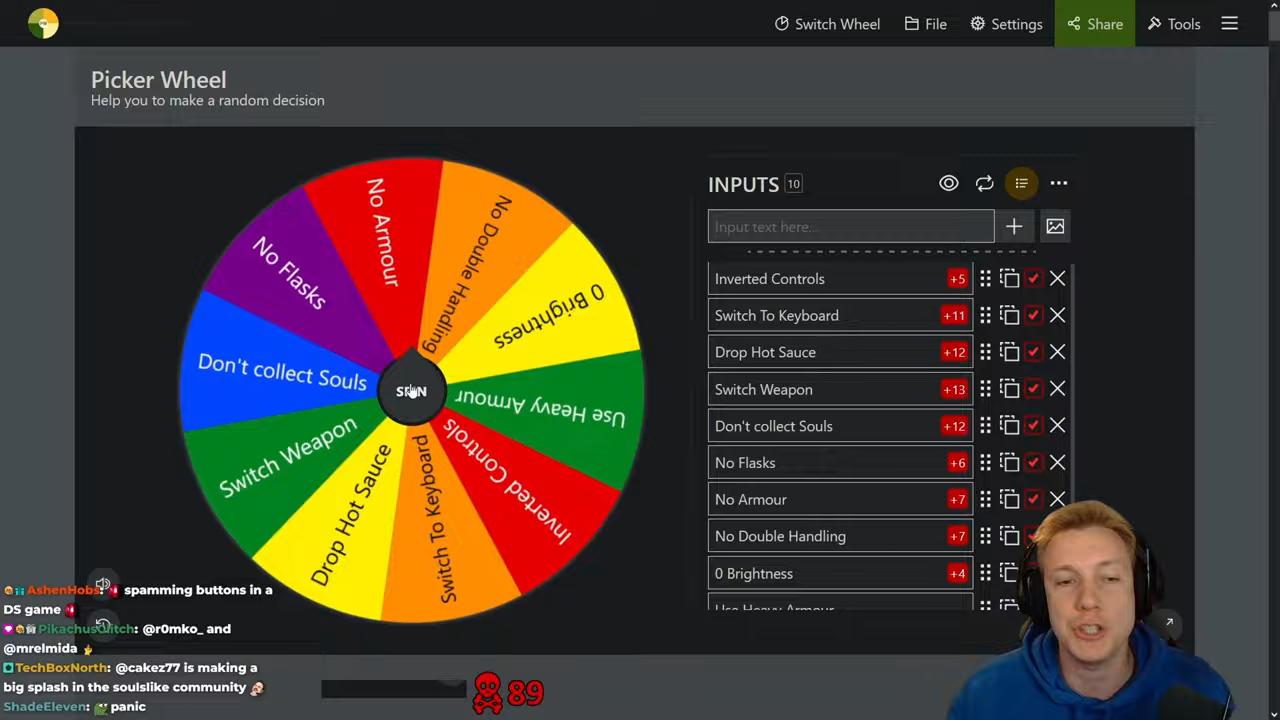 Switch Wheel
File
Settings
Share
Tools
Picker Wheel
Help you to make a random decision
No Armour
No Double Handling
0 Brightness
Use Heavy Armour
Inverted Controls
Switch To Keyboard
Drop Hot Sauce
Switch Weapon
Don't collect Souls
No Flasks
INPUTS 10
Input text here...
Inverted Controls +5
Switch To Keyboard +11
Drop Hot Sauce +12
Switch Weapon +13
Don't collect Souls +12
No Flasks +6
No Armour +7
No Double Handling +7
0 Brightness +4
Use Heavy Armour
AshenHobs: spamming buttons in a
DS game
PikachusGlitch: @r0mko_ and
@mrelmida
TechBoxNorth: @cakez77 is making a
big splash in the soulslike community
ShadeEleven: panic
89